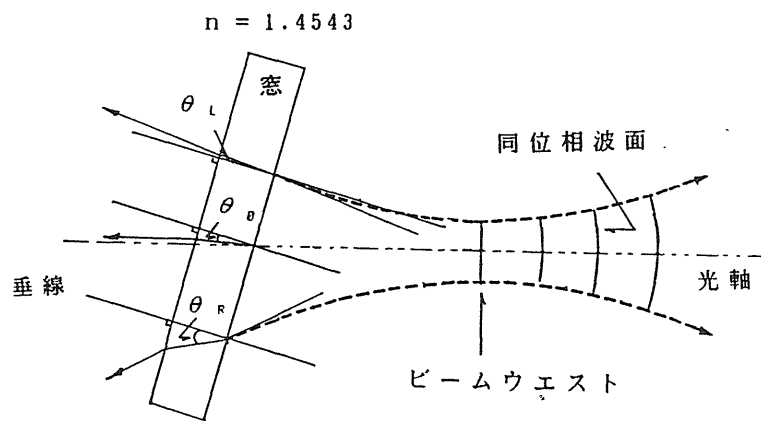 n = 1.4543
窓
θ L
同位相波面
θ 0
垂線
光軸
θ R
ビームウエスト